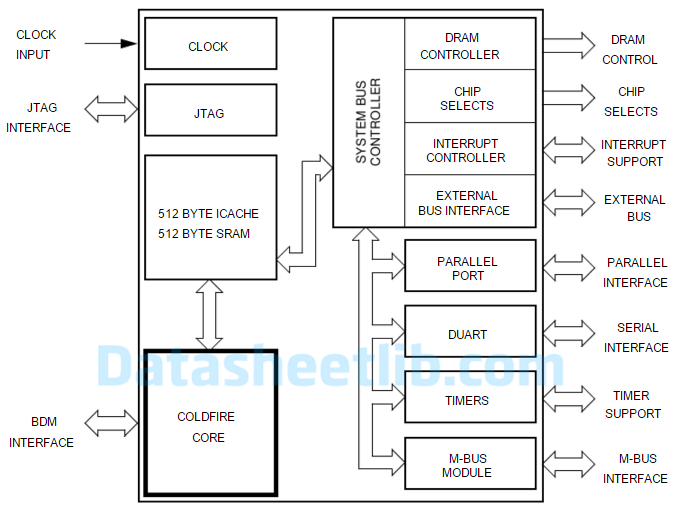 CLOCK
INPUT
JTAG
INTERFACE
BDM
INTERFACE
CLOCK
JTAG
512 BYTE ICACHE
512 BYTE SRAM
COLDFIRE
CORE
SYSTEM BUS
CONTROLLER
DRAM
CONTROLLER
CHIP
SELECTS
INTERRUPT
CONTROLLER
EXTERNAL
BUS INTERFACE
PARALLEL
PORT
DUART
TIMERS
M-BUS
MODULE
DRAM
CONTROL
CHIP
SELECTS
INTERRUPT
SUPPORT
EXTERNAL
BUS
PARALLEL
INTERFACE
SERIAL
INTERFACE
TIMER
SUPPORT
M-BUS
INTERFACE
Datasheetlib.com